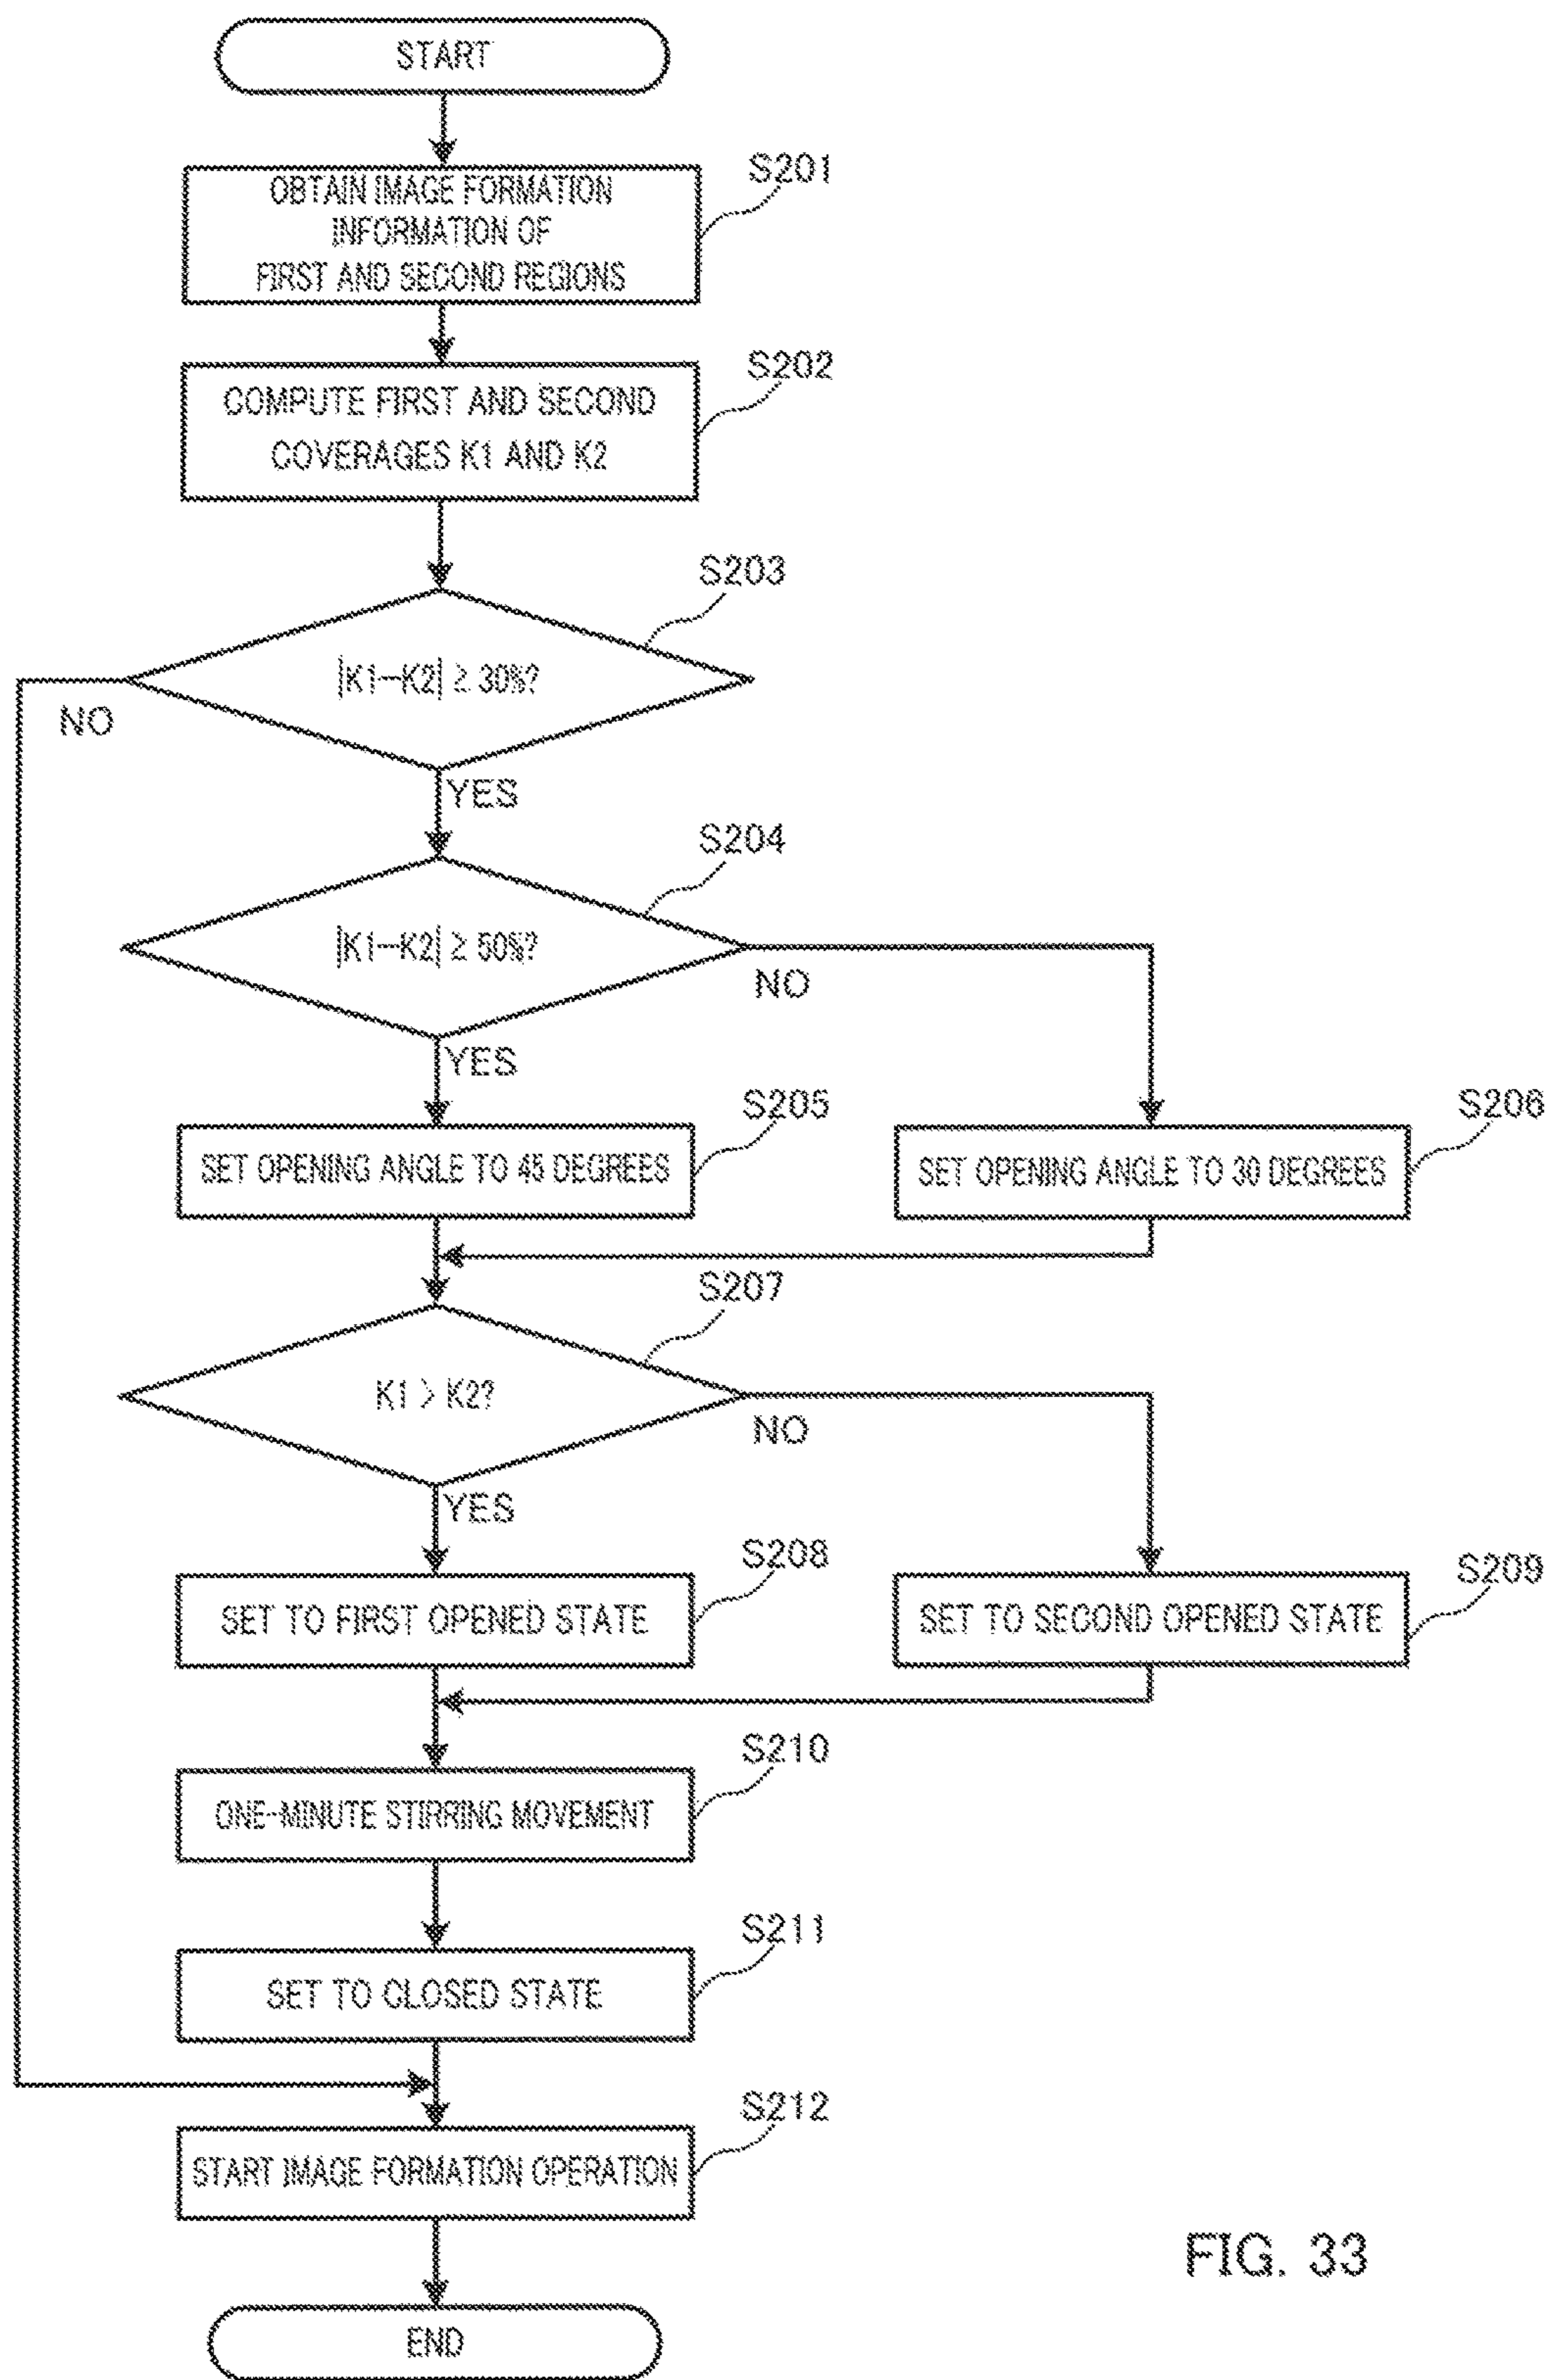 START
S201
OBTAIN IMAGE FORMATION
INFORMATION OF
FIRST AND SECOND REGIONS
S202
COMPUTE FIRST AND SECOND
COVERAGES K1 AND K2
S203
|K1-K2| ≥ 30%?
NO
YES
S204
|K1-K2| ≥ 50%?
NO
YES
S205
SET OPENING ANGLE TO 45 DEGREES
S206
SET OPENING ANGLE TO 30 DEGREES
S207
K1 > K2?
NO
YES
S208
SET TO FIRST OPENED STATE
S209
SET TO SECOND OPENED STATE
S210
ONE-MINUTE STIRRING MOVEMENT
S211
SET TO CLOSED STATE
S212
START IMAGE FORMATION OPERATION
END
FIG. 33